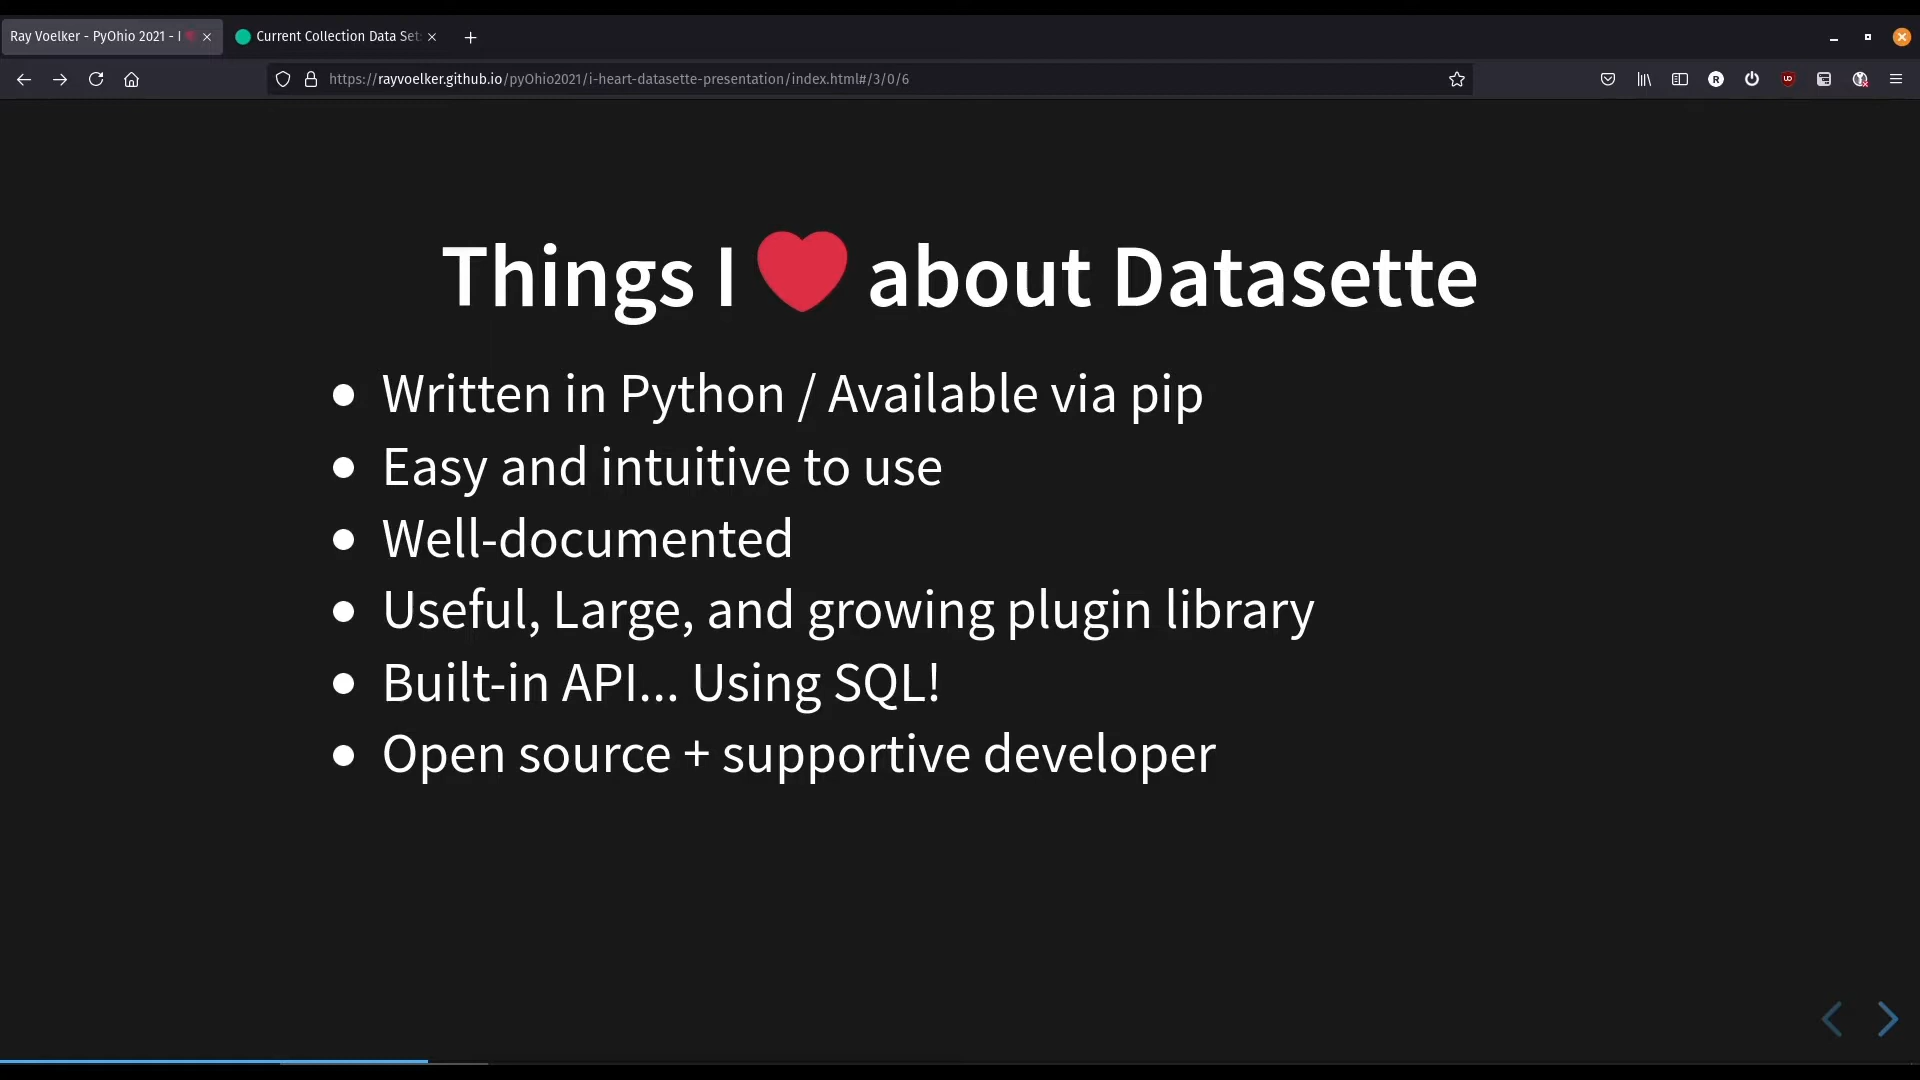 Ray Voelker - PyOhio 2021 - I ❤
Current Collection Data Set
https://rayvoelker.github.io/pyOhio2021/i-heart-datasette-presentation/index.html#/3/0/6
Things I ❤ about Datasette
Written in Python / Available via pip
Easy and intuitive to use
Well-documented
Useful, Large, and growing plugin library
Built-in API... Using SQL!
Open source + supportive developer